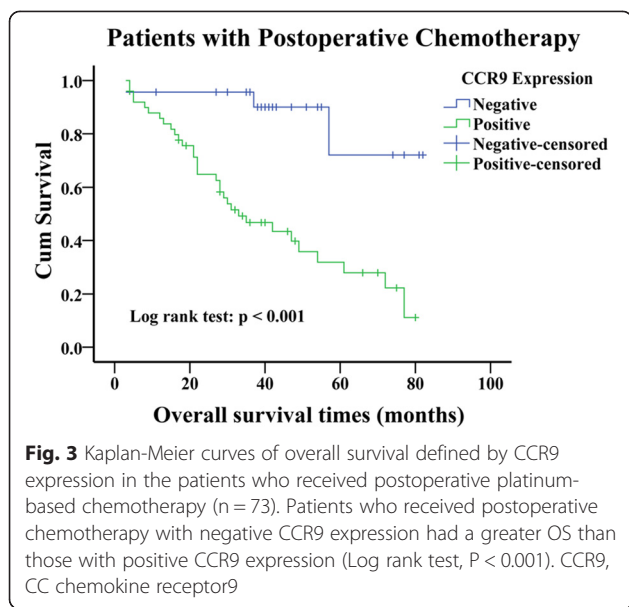 Patients with Postoperative Chemotherapy
CCR9 Expression
Negative
Positive
Negative-censored
Positive-censored
Cum Survival
1.0
0.8
0.6
0.4
0.2
0.0
Log rank test: p < 0.001
0 20 40 60 80 100
Overall survival times (months)
Fig. 3 Kaplan-Meier curves of overall survival defined by CCR9
expression in the patients who received postoperative platinum-
based chemotherapy (n = 73). Patients who received postoperative
chemotherapy with negative CCR9 expression had a greater OS than
those with positive CCR9 expression (Log rank test, P < 0.001). CCR9,
CC chemokine receptor9